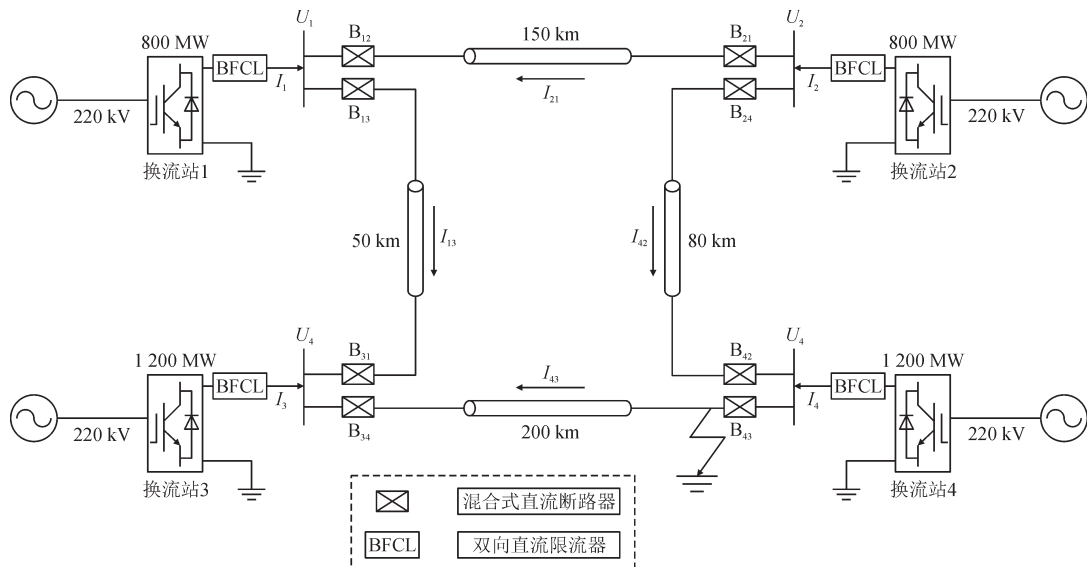 U1 U2
800 MW B12 150 km B21 800 MW
BFCL I1 I21 I2 BFCL
220 kV B13 B24 220 kV
换流站1 换流站2
50 km I13 I42 80 km
U4 U4
1 200 MW B31 I43 B42 1 200 MW
BFCL I3 I4 BFCL
220 kV B34 200 km B43 220 kV
换流站3 换流站4
混合式直流断路器
BFCL 双向直流限流器